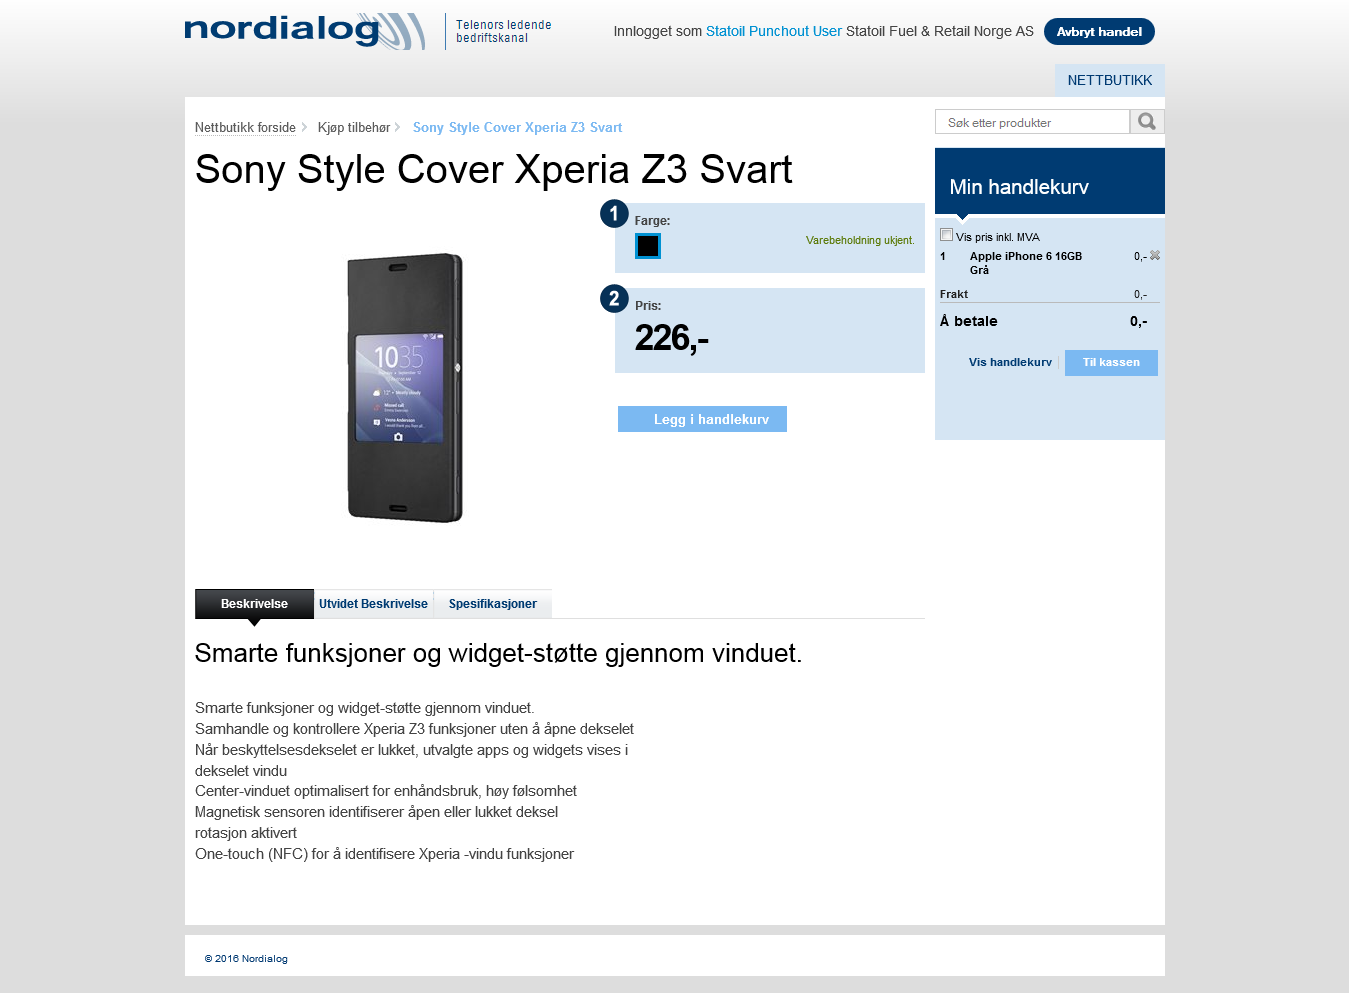 nordialog
Telenors ledende
bedriftskanal
Innlogget som Statoil Punchout User Statoil Fuel & Retail Norge AS
Avbryt handel
NETTBUTIKK
Nettbutikk forside
Kjøp tilbehør
Sony Style Cover Xperia Z3 Svart
Søk etter produkter
Sony Style Cover Xperia Z3 Svart
1
Farge:
Varebeholdning ukjent.
2
Pris:
226,-
Legg i handlekurv
10:35
Min handlekurv
Vis pris inkl. MVA
1 Apple iPhone 6 16GB 0,-
Grå
Frakt 0,-
Å betale 0,-
Vis handlekurv
Til kassen
Beskrivelse
Utvidet Beskrivelse
Spesifikasjoner
Smarte funksjoner og widget-støtte gjennom vinduet.
Smarte funksjoner og widget-støtte gjennom vinduet.
Samhandle og kontrollere Xperia Z3 funksjoner uten å åpne dekselet
Når beskyttelsesdekselet er lukket, utvalgte apps og widgets vises i
dekselet vindu
Center-vinduet optimalisert for enhåndsbruk, høy følsomhet
Magnetisk sensoren identifiserer åpen eller lukket deksel
rotasjon aktivert
One-touch (NFC) for å identifisere Xperia -vindu funksjoner
© 2016 Nordialog